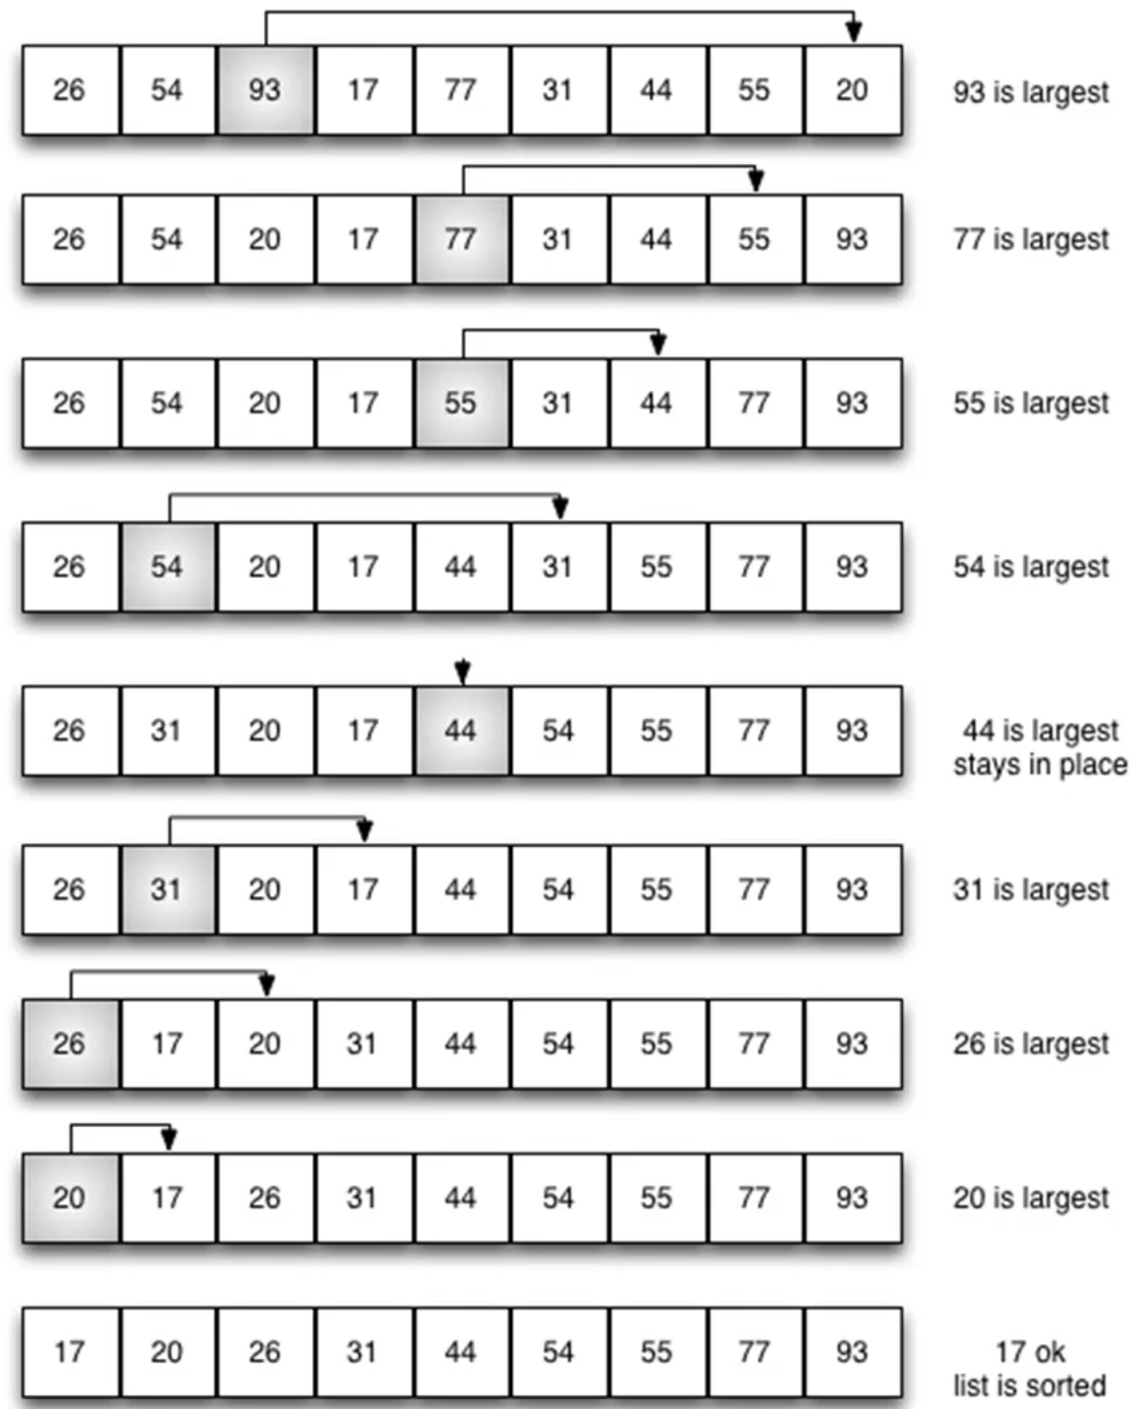 26 54 93 17 77 31 44 55 20 93 is largest
26 54 20 17 77 31 44 55 93 77 is largest
26 54 20 17 55 31 44 77 93 55 is largest
26 54 20 17 44 31 55 77 93 54 is largest
26 31 20 17 44 54 55 77 93 44 is largest
stays in place
26 31 20 17 44 54 55 77 93 31 is largest
26 17 20 31 44 54 55 77 93 26 is largest
20 17 26 31 44 54 55 77 93 20 is largest
17 20 26 31 44 54 55 77 93 17 ok
list is sorted